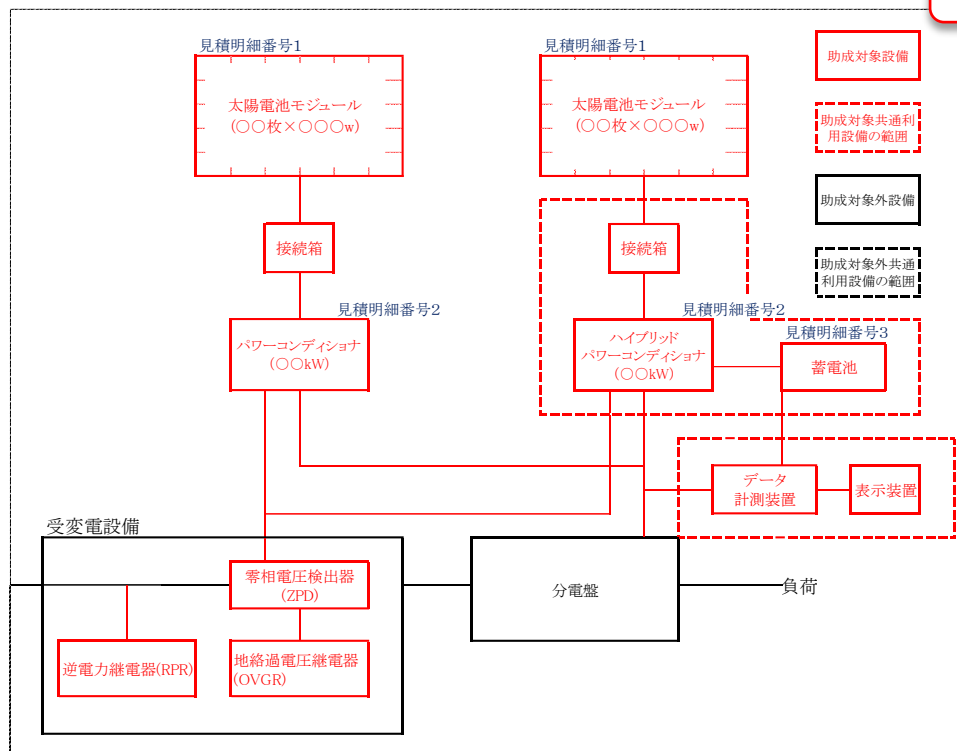 見積明細番号1
太陽電池モジュール
(○○枚×○○○w)
見積明細番号1
太陽電池モジュール
(○○枚×○○○w)
助成対象設備
助成対象共通利
用設備の範囲
助成対象外設備
助成対象外共通
利用設備の範囲
接続箱
接続箱
見積明細番号2
パワーコンディショナ
(○○kW)
見積明細番号2
ハイブリッド
パワーコンディショナ
(○○kW)
見積明細番号3
蓄電池
データ
計測装置
表示装置
受変電設備
零相電圧検出器
(ZPD)
逆電力継電器(RPR)
地絡過電圧継電器
(OVGR)
分電盤
負荷